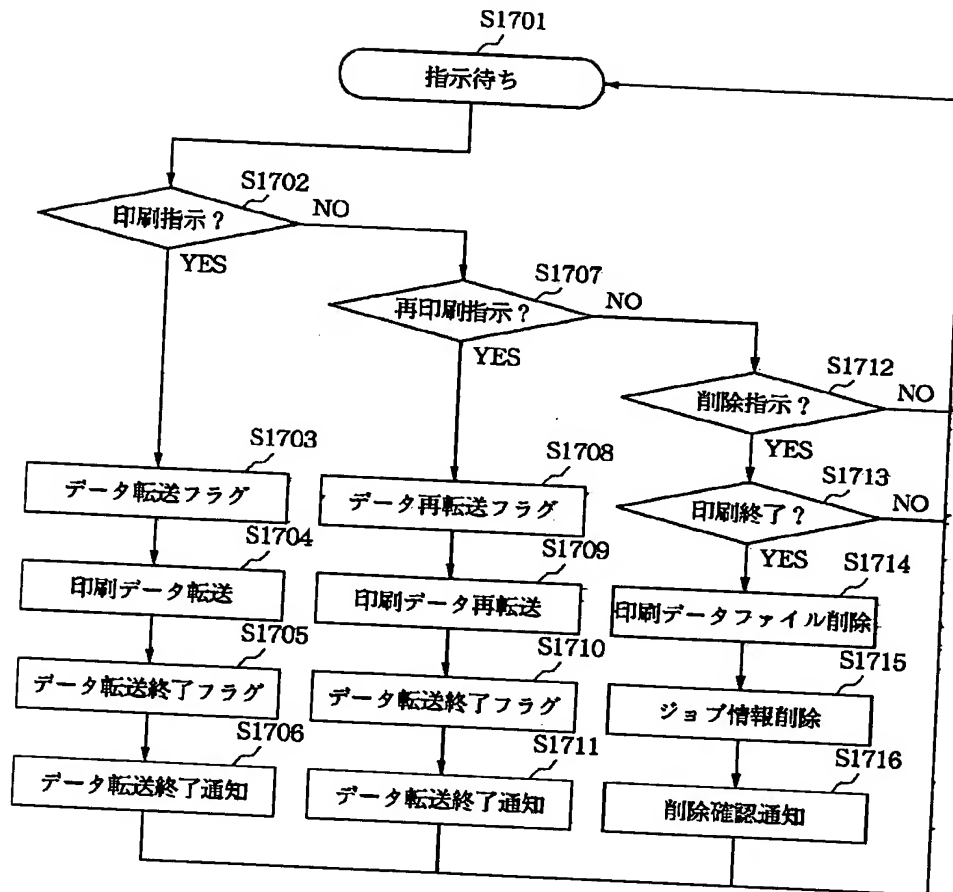 S1701
指示待ち
S1702
印刷指示?
NO
YES
S1707
再印刷指示?
NO
YES
S1712
削除指示?
NO
YES
S1703
データ転送フラグ
S1708
データ再転送フラグ
S1713
印刷終了?
NO
YES
S1704
印刷データ転送
S1709
印刷データ再転送
S1714
印刷データファイル削除
S1705
データ転送終了フラグ
S1710
データ転送終了フラグ
S1715
ジョブ情報削除
S1706
データ転送終了通知
S1711
データ転送終了通知
S1716
削除確認通知